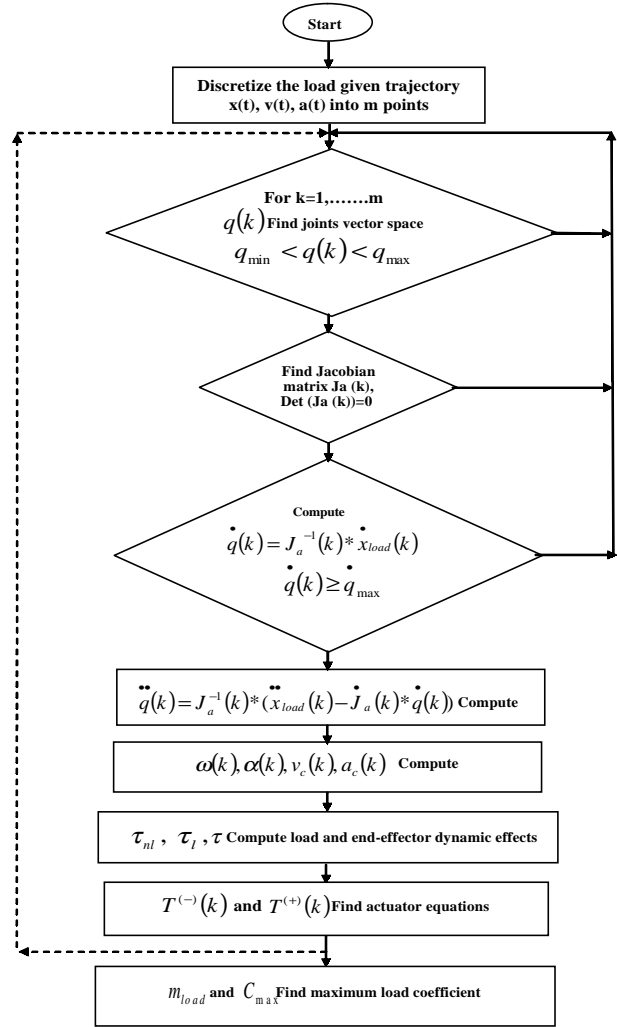 Start
Discretize the load given trajectory
x(t), v(t), a(t) into m points
For k=1,.......m
q(k) Find joints vector space
q_min < q(k) < q_max
Find Jacobian
matrix Ja (k),
Det (Ja (k))=0
Compute
q̇(k) = J_a^{-1}(k)* ẋ_load(k)
q̇(k) ≥ q̇_max
q̈(k) = J_a^{-1}(k)*(ẍ_load(k) − J̇_a(k)* q̇(k)) Compute
ω(k), α(k), v_c(k), a_c(k) Compute
τ_nl , τ_l , τ Compute load and end-effector dynamic effects
T^{(−)}(k) and T^{(+)}(k) Find actuator equations
m_load and C_max Find maximum load coefficient